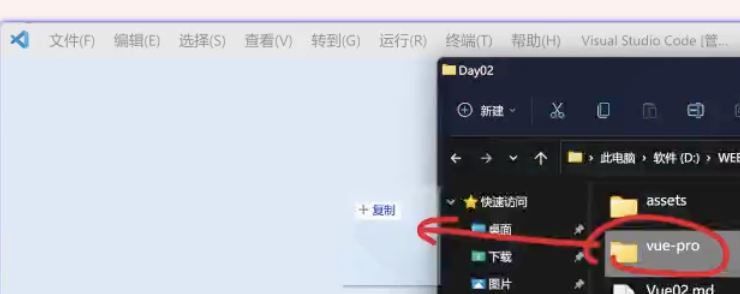 文件(F) 编辑(E) 选择(S) 查看(V) 转到(G) 运行(R) 终端(T) 帮助(H) Visual Studio Code [管...
Day02
新建
此电脑 › 软件 (D:) › WEE
快速访问
assets
+ 复制
桌面
vue-pro
下载
图片
Vue02.md